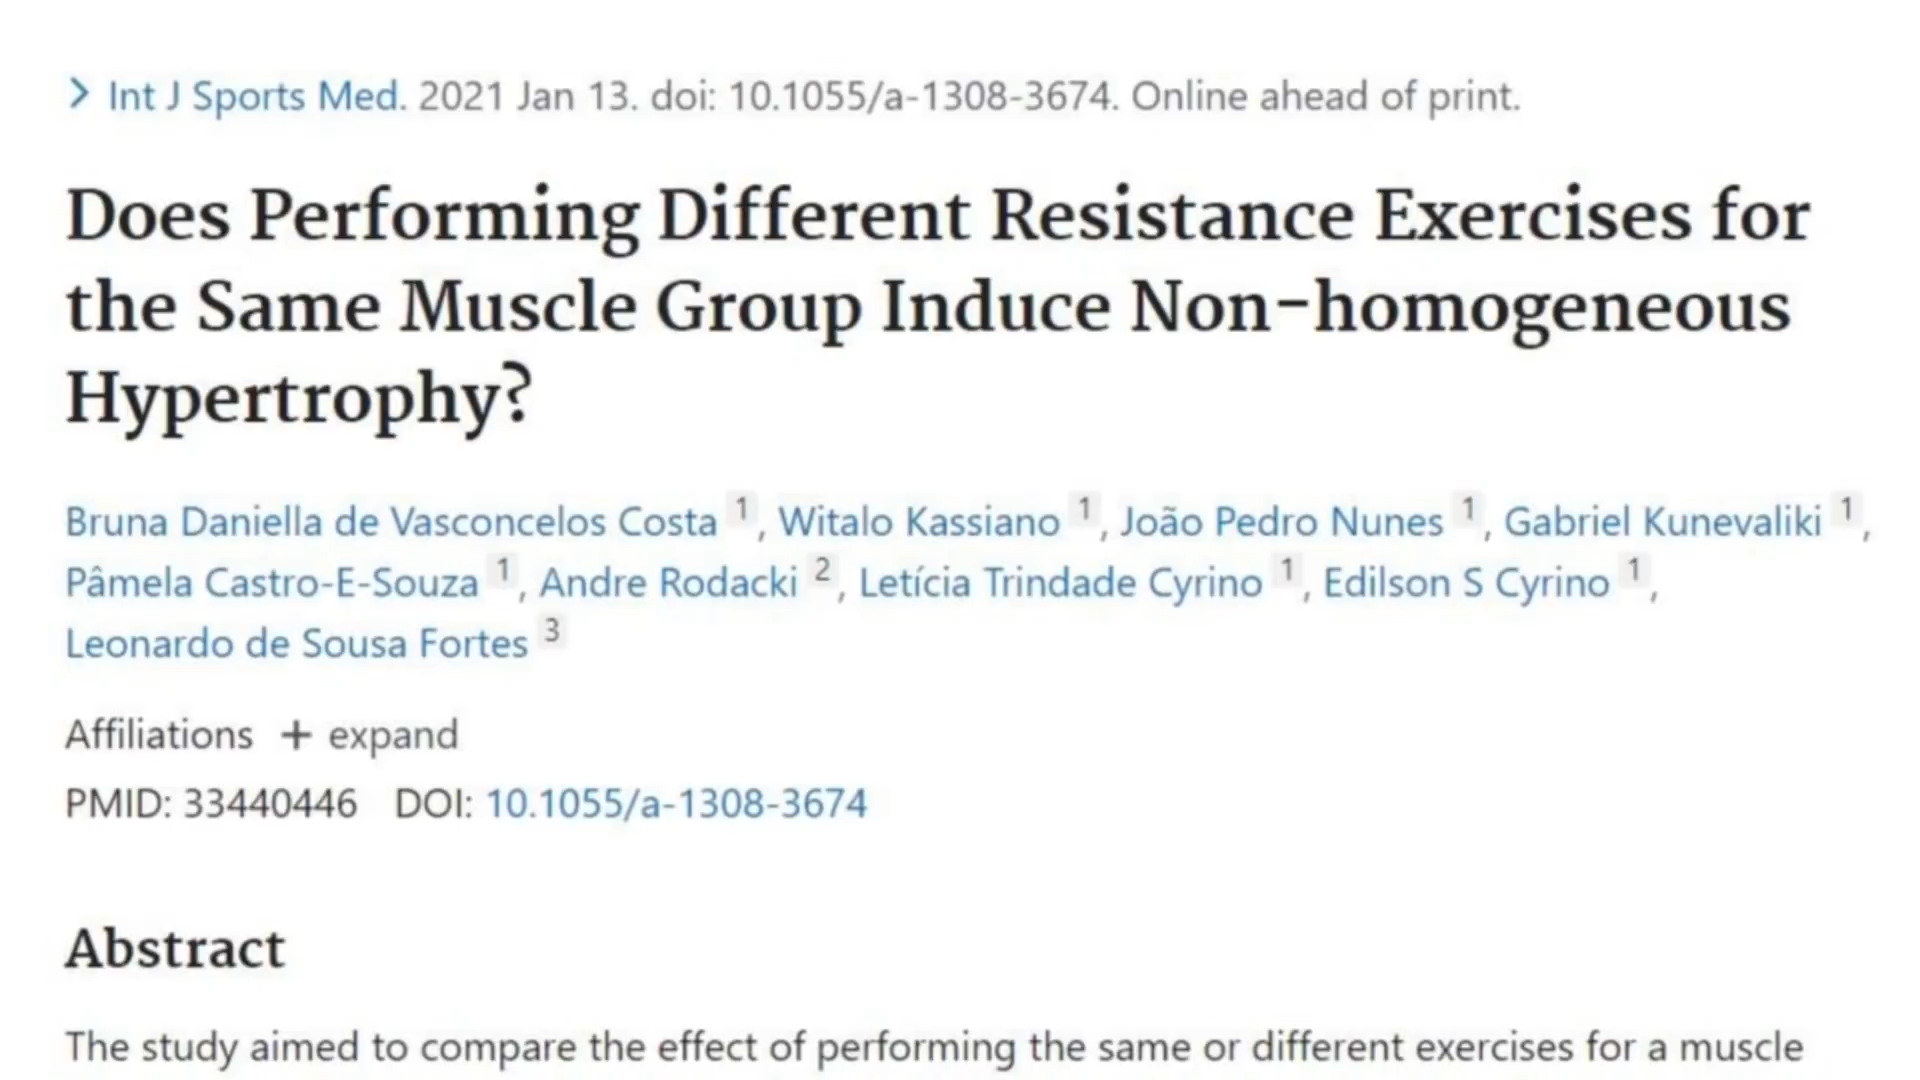 Int J Sports Med. 2021 Jan 13. doi: 10.1055/a-1308-3674. Online ahead of print.
Does Performing Different Resistance Exercises for
the Same Muscle Group Induce Non-homogeneous
Hypertrophy?
Bruna Daniella de Vasconcelos Costa 1, Witalo Kassiano 1, João Pedro Nunes 1, Gabriel Kunevaliki 1,
Pâmela Castro-E-Souza 1, Andre Rodacki 2, Letícia Trindade Cyrino 1, Edilson S Cyrino 1,
Leonardo de Sousa Fortes 3
Affiliations + expand
PMID: 33440446 DOI: 10.1055/a-1308-3674
Abstract
The study aimed to compare the effect of performing the same or different exercises for a muscle